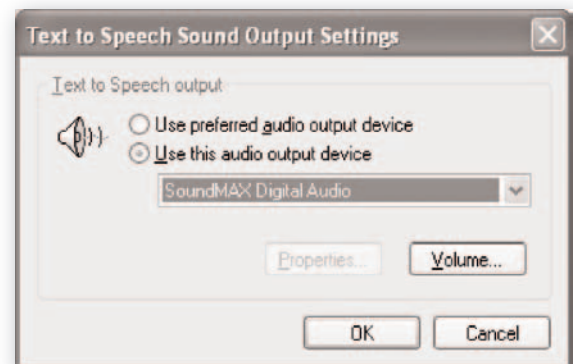 Text to Speech Sound Output Settings
Text to Speech output
Use preferred audio output device
Use this audio output device
SoundMAX Digital Audio
Properties...
Volume...
OK
Cancel